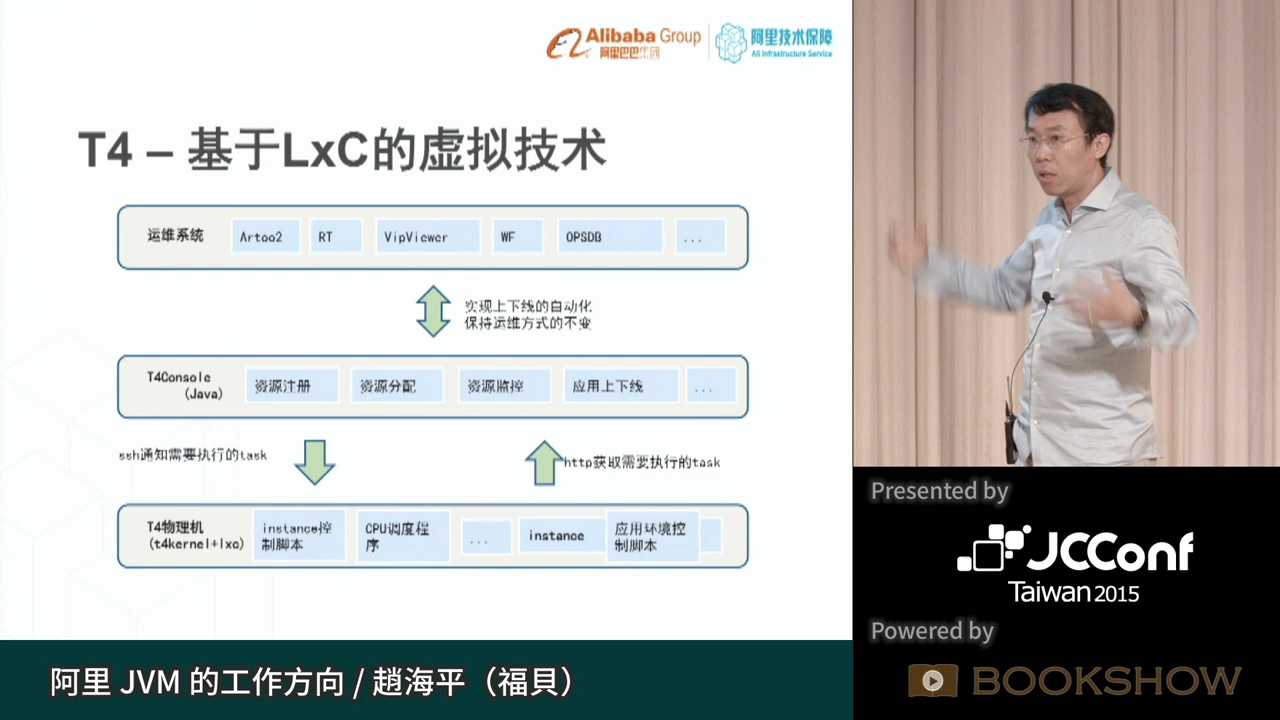 Alibaba Group
阿里巴巴集团
阿里技术保障
Ali Infrastructure Service
T4 – 基于LxC的虚拟技术
运维系统
Artoo2
RT
VipViewer
WF
OPSDB
...
实现上下线的自动化
保持运维方式的不变
T4Console
(Java)
资源注册
资源分配
资源监控
应用上下线
...
ssh通知需要执行的task
http获取需要执行的task
T4物理机
(t4kernel+lxc)
instance控
制脚本
CPU调度程
序
...
instance
应用环境控
制脚本
阿里 JVM 的工作方向 / 趙海平（福貝）
Presented by
JCConf
Taiwan 2015
Powered by
BOOKSHOW